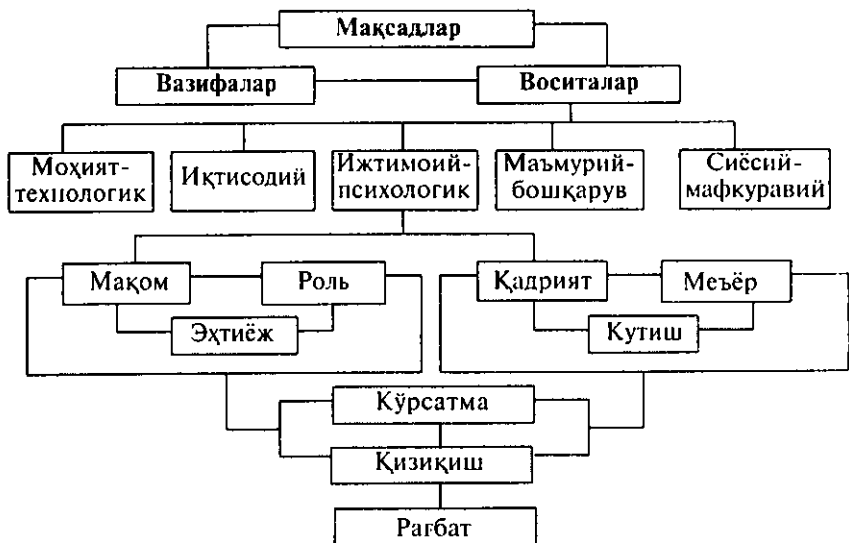 Мақсадлар
Вазифалар
Воситалар
Моҳият-
технологик
Иқтисодий
Ижтимоий-
психологик
Маъмурий-
бошқарув
Сиёсий-
мафкуравий
Мақом
Роль
Эҳтиёж
Қадрият
Меъёр
Кутиш
Кўрсатма
Қизиқиш
Рағбат